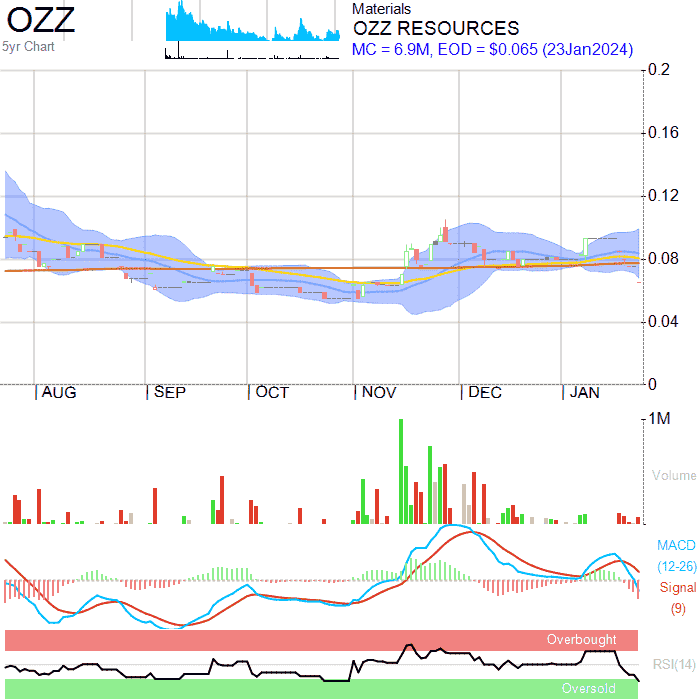 OZZ
5yr Chart
Materials
OZZ RESOURCES
MC = 6.9M, EOD = $0.065 (23Jan2024)
0.2
0.16
0.12
0.08
0.04
0
AUG SEP OCT NOV DEC JAN
1M
Volume
MACD
(12-26)
Signal
(9)
Overbought
RSI(14)
Oversold